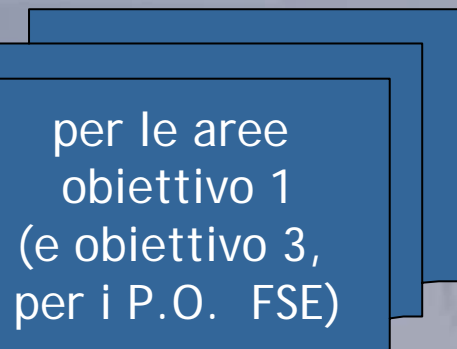 per le aree
obiettivo 1
(e obiettivo 3,
per i P.O. FSE)